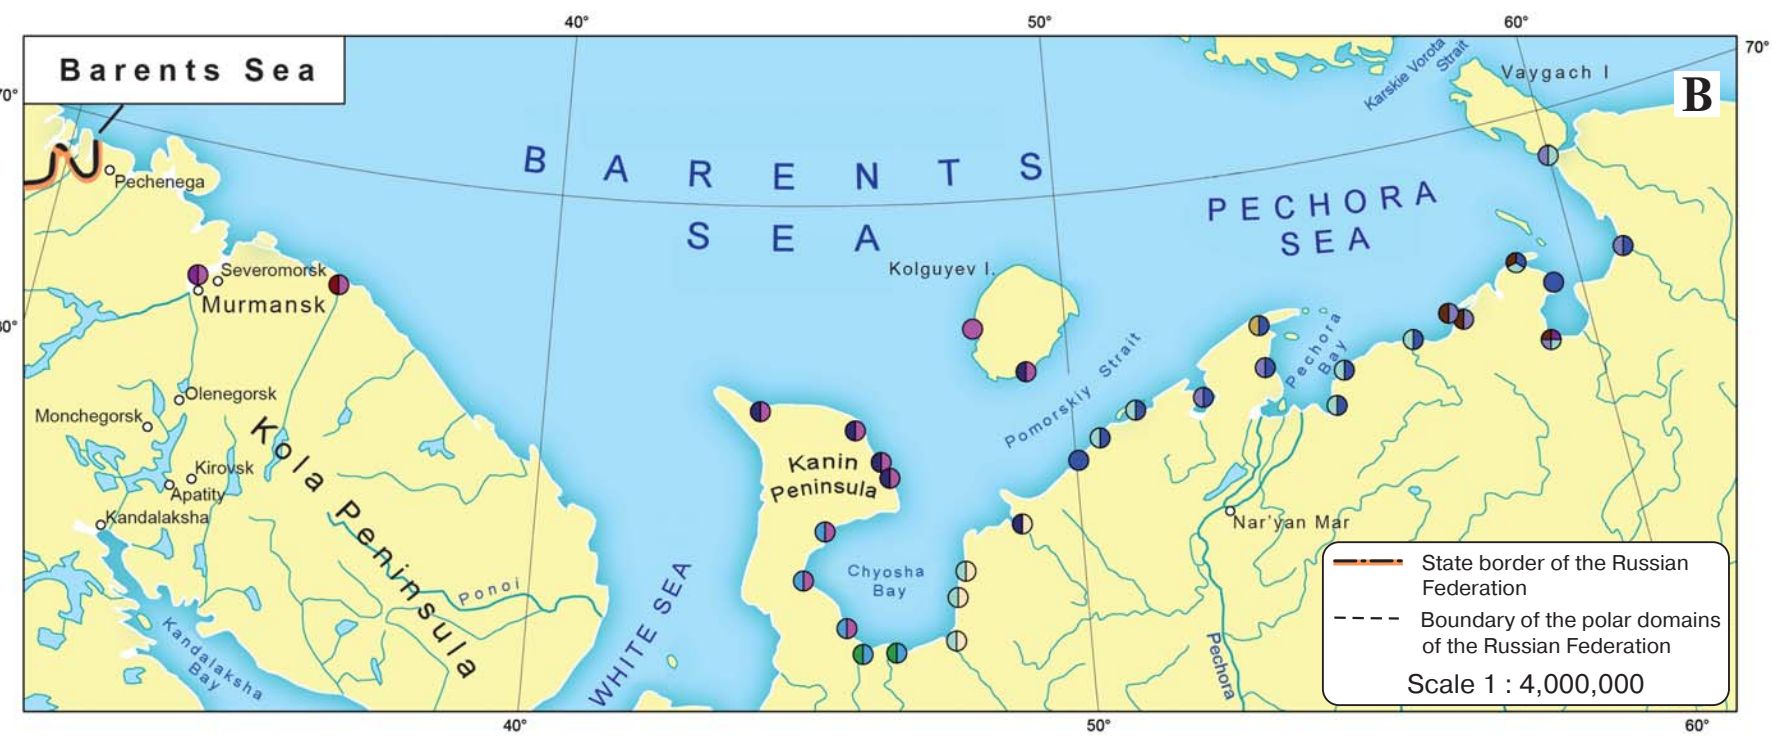 40°
50°
60°
70°
Barents Sea
B
Karskie Vorota
Strait
Vaygach I
70°
BARENTS
SEA
PECHORA
SEA
Pechenega
Kolguyev I.
Severomorsk
Murmansk
Pomorskiy Strait
Pechora
Bay
Olenegorsk
Monchegorsk
Kirovsk
Apatity
Kandalaksha
Kola Peninsula
Kanin
Peninsula
Nar'yan Mar
Chyosha
Bay
Ponoi
WHITE SEA
Kandalaksha
Bay
Pechora
State border of the Russian
Federation
Boundary of the polar domains
of the Russian Federation
Scale 1 : 4,000,000
40°
50°
60°